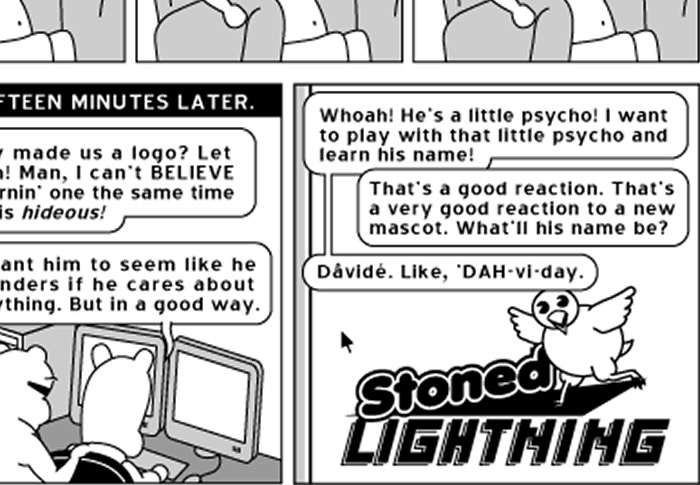 FTEEN MINUTES LATER.
made us a logo? Let
Man, I can't BELIEVE
rnin' one the same time
is hideous!
ant him to seem like he
nders if he cares about
ything. But in a good way.
Whoah! He's a little psycho! I want
to play with that little psycho and
learn his name!
That's a good reaction. That's
a very good reaction to a new
mascot. What'll his name be?
Dâvidé. Like, 'DAH-vi-day.
Stoned
LIGHTNING